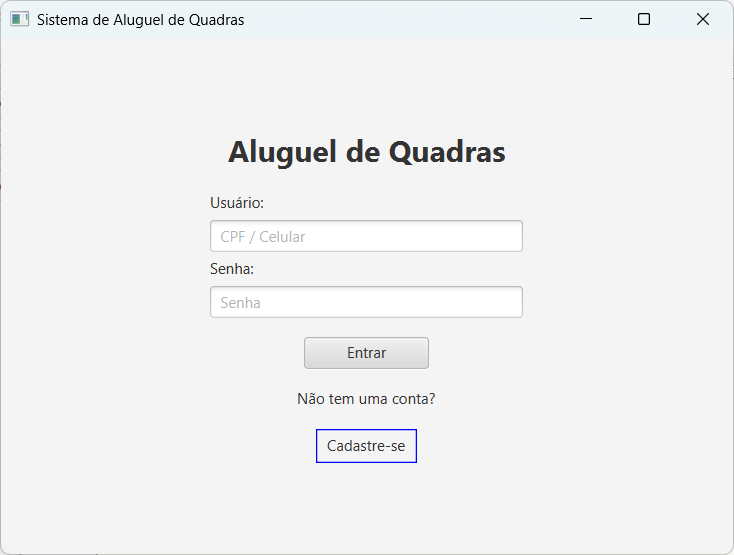 Sistema de Aluguel de Quadras
Aluguel de Quadras
Usuário:
CPF / Celular
Senha:
Senha
Entrar
Não tem uma conta?
Cadastre-se